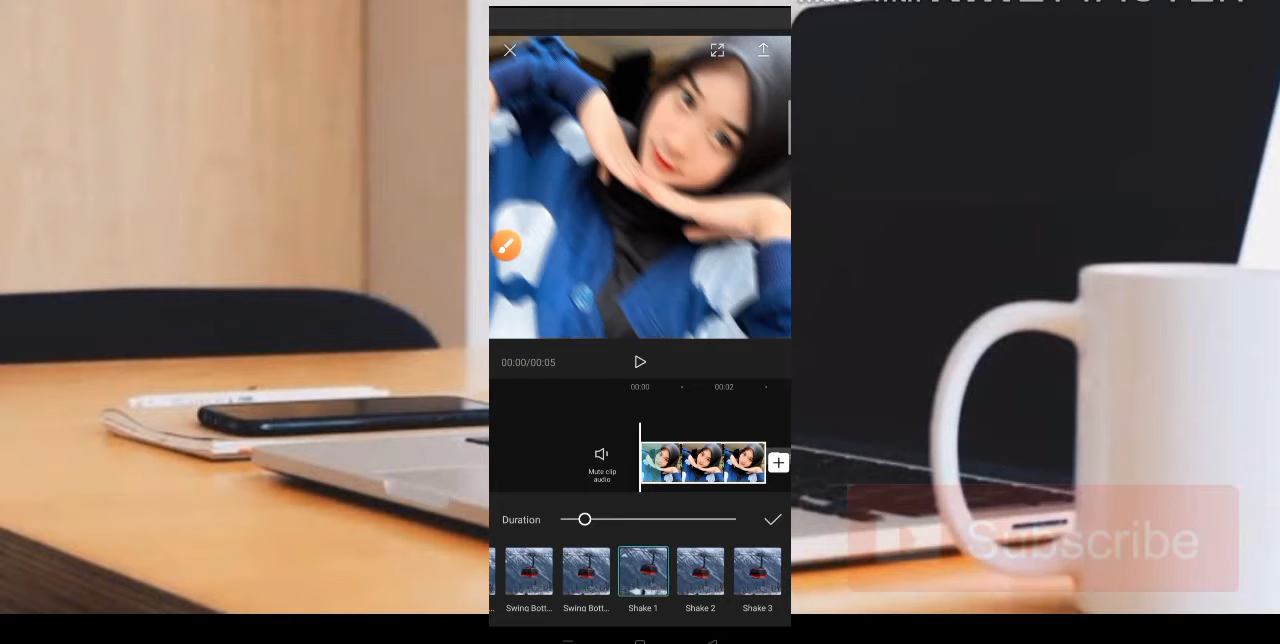 00:00/00:05
00:00
00:02
Mute clip
audio
Duration
Swing Bott...
Swing Bott...
Shake 1
Shake 2
Shake 3
Subscribe